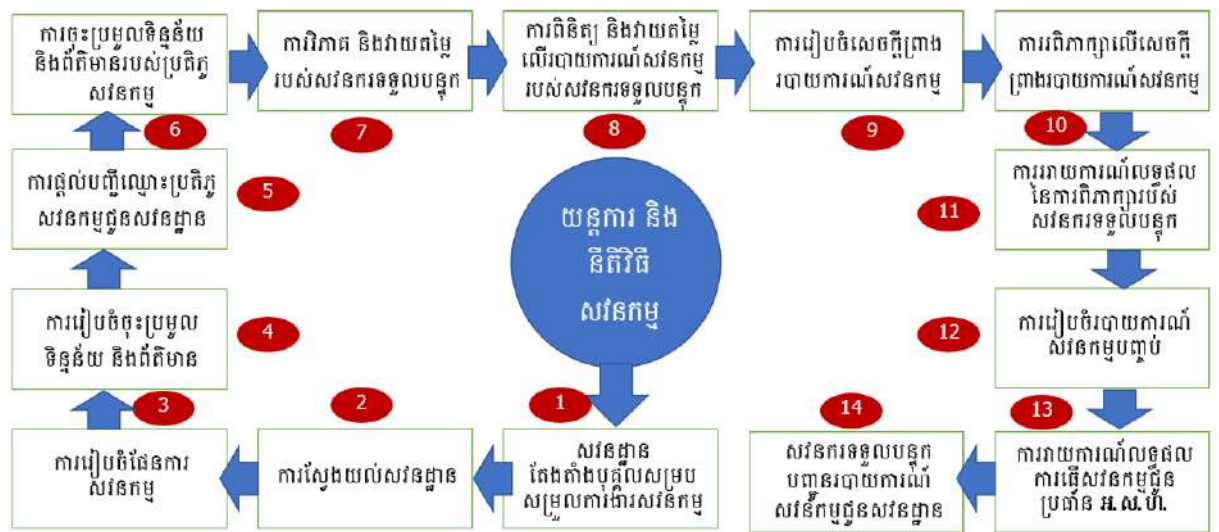 ការចុះប្រមូលទិន្នន័យ
និងព័ត៌មានរបស់ប្រតិភូ
សវនកម្ម
ការវិភាគ និងវាយតម្លៃ
របស់សវនករទទួលបន្ទុក
ការពិនិត្យ និងវាយតម្លៃ
លើរបាយការណ៍សវនកម្ម
របស់សវនករទទួលបន្ទុក
ការរៀបចំសេចក្តីព្រាង
របាយការណ៍សវនកម្ម
ការពិភាក្សាលើសេចក្តី
ព្រាងរបាយការណ៍សវនកម្ម
6
7
8
9
10
ការផ្តល់បញ្ជីឈ្មោះប្រតិភូ
សវនកម្មជូនសវនដ្ឋាន
5
យន្តការ និង
នីតិវិធី
សវនកម្ម
11
ការរាយការណ៍លទ្ធផល
នៃការពិភាក្សារបស់
សវនករទទួលបន្ទុក
ការរៀបចំចុះប្រមូល
ទិន្នន័យ និងព័ត៌មាន
4
12
ការរៀបចំរបាយការណ៍
សវនកម្មបញ្ចប់
3
2
1
14
13
ការរៀបចំផែនការ
សវនកម្ម
ការស្វែងយល់សវនដ្ឋាន
សវនដ្ឋាន
តែងតាំងបុគ្គលសម្រប
សម្រួលការងារសវនកម្ម
សវនករទទួលបន្ទុក
បញ្ជូនរបាយការណ៍
សវនកម្មជូនសវនដ្ឋាន
ការរាយការណ៍លទ្ធផល
ការធ្វើសវនកម្មជូន
ប្រធាន អ.ស.ហ.